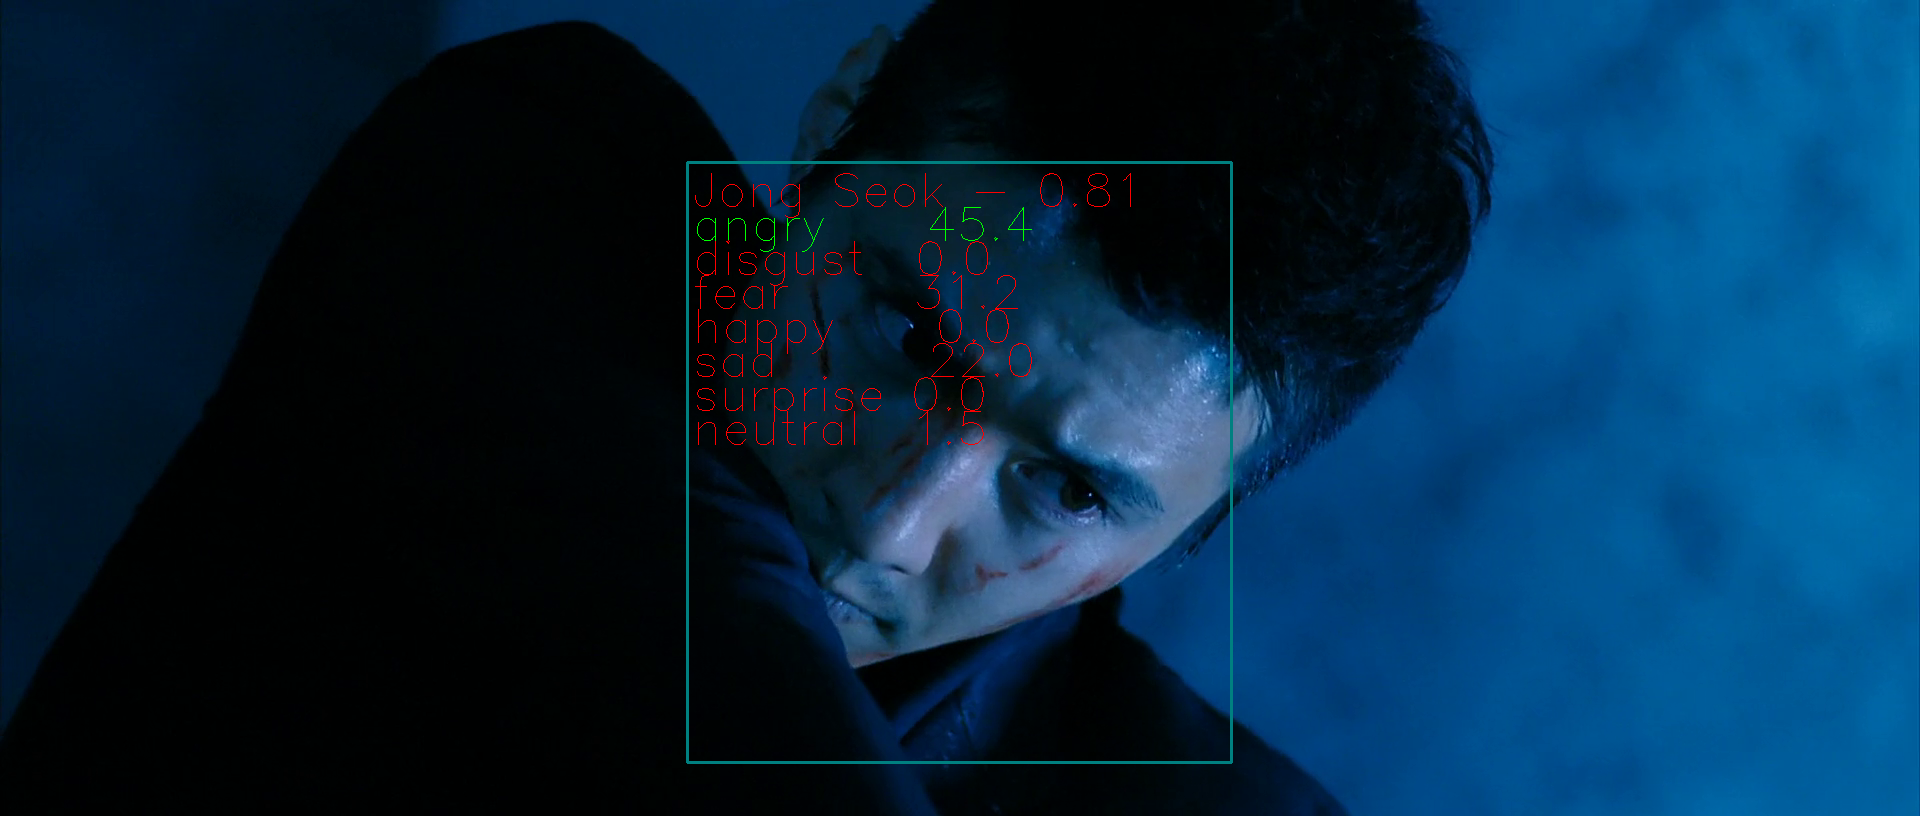 Jong Seok - 0.81
angry 45.4
disgust 0.0
fear 31.2
happy 0.0
sad 22.0
surprise 0.0
neutral 1.5